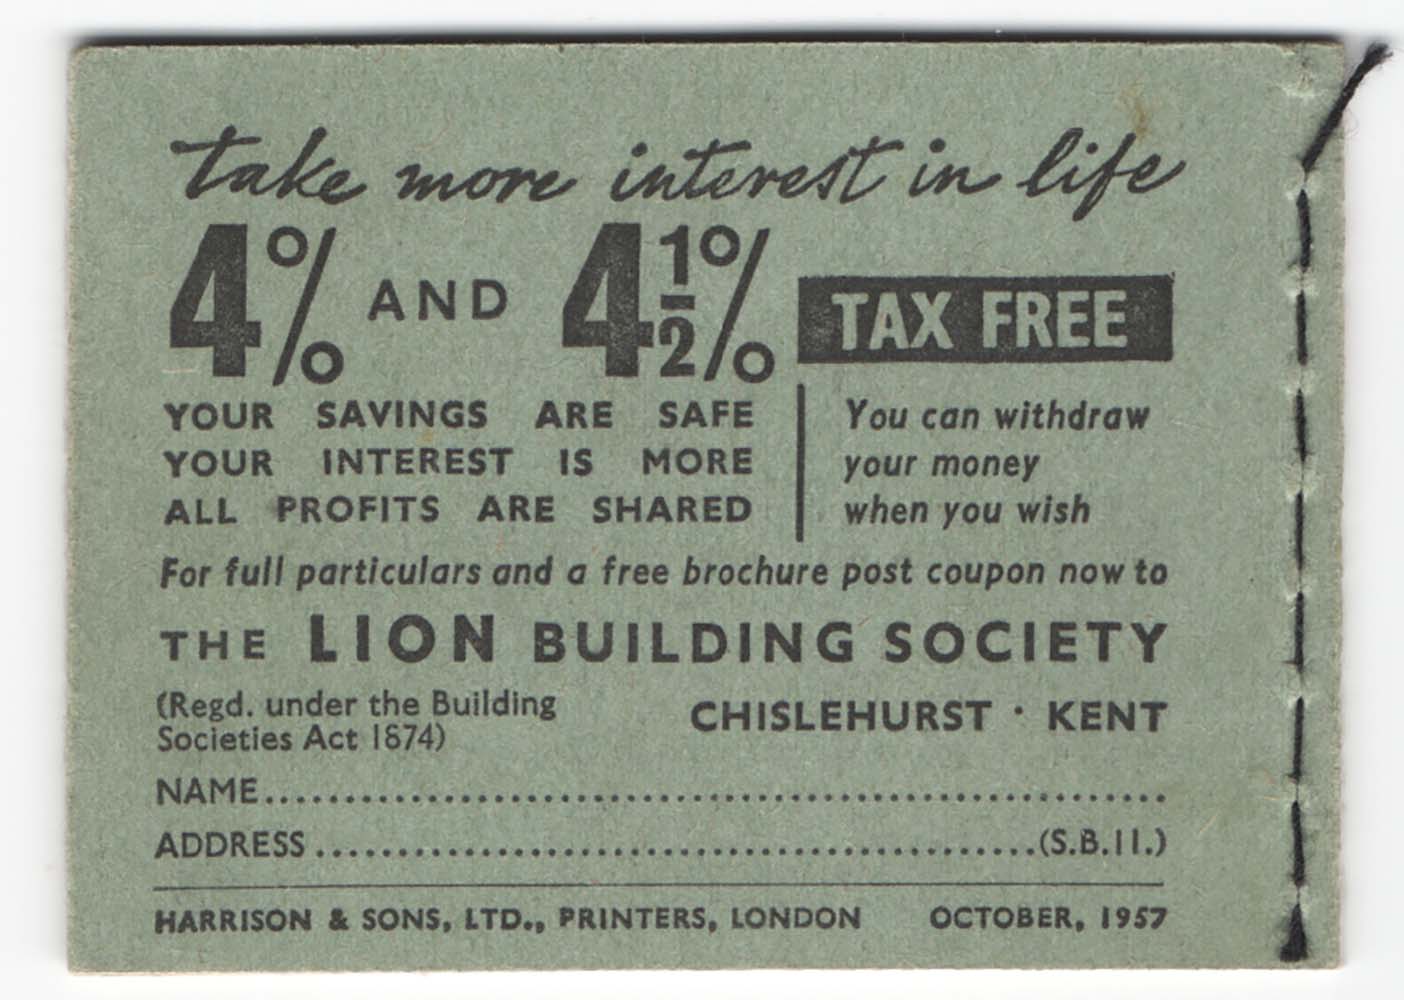 take more interest in life
4% AND 4½% TAX FREE
YOUR SAVINGS ARE SAFE
YOUR INTEREST IS MORE
ALL PROFITS ARE SHARED
You can withdraw
your money
when you wish
For full particulars and a free brochure post coupon now to
THE LION BUILDING SOCIETY
(Regd. under the Building
Societies Act 1874)
CHISLEHURST · KENT
NAME..........................................................................
ADDRESS..........................................................(S.B.11.)
HARRISON & SONS, LTD., PRINTERS, LONDON OCTOBER, 1957